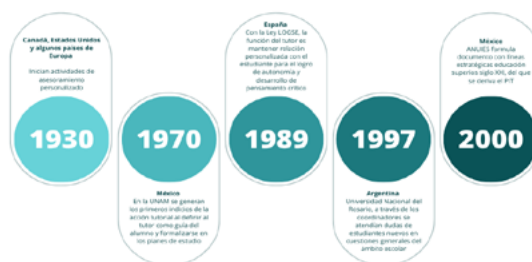 Canadá, Estados Unidos
y algunos países de
Europa
Inician actividades de
asesoramiento
personalizado
1930
1970
México
En la UNAM se generan
los primeros indicios de la
acción tutorial al definir al
tutor como guía del
alumno y formalizarse en
los planes de estudio
España
Con la Ley LOGSE, la
función del tutor es
mantener relación
personalizada con el
estudiante para el logro
de autonomía y
desarrollo de
pensamiento crítico
1989
1997
Argentina
Universidad Nacional del
Rosario, a través de los
coordinadores se
atendían dudas de
estudiantes nuevos en
cuestiones generales del
ámbito escolar
México
ANUIES formula
documento con líneas
estratégicas educación
superior siglo XXI, del que
se deriva el PIT
2000